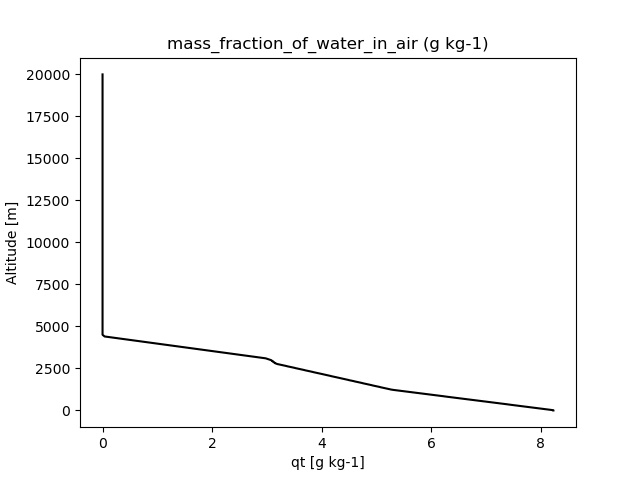 mass_fraction_of_water_in_air (g kg-1)
20000
17500
15000
12500
10000
7500
5000
2500
0
Altitude [m]
0 2 4 6 8
qt [g kg-1]